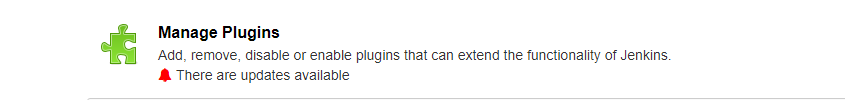 Manage Plugins
Add, remove, disable or enable plugins that can extend the functionality of Jenkins.
There are updates available